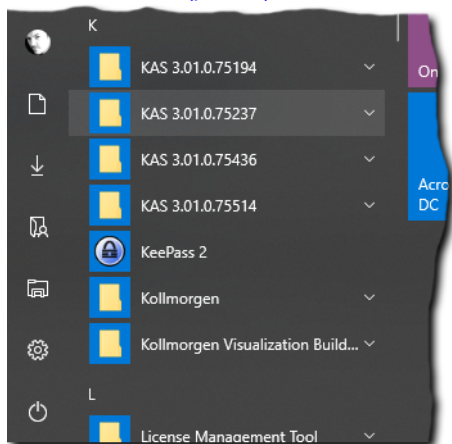 K
KAS 3.01.0.75194
KAS 3.01.0.75237
KAS 3.01.0.75436
KAS 3.01.0.75514
KeePass 2
Kollmorgen
Kollmorgen Visualization Build...
L
License Management Tool
On
Acro
DC